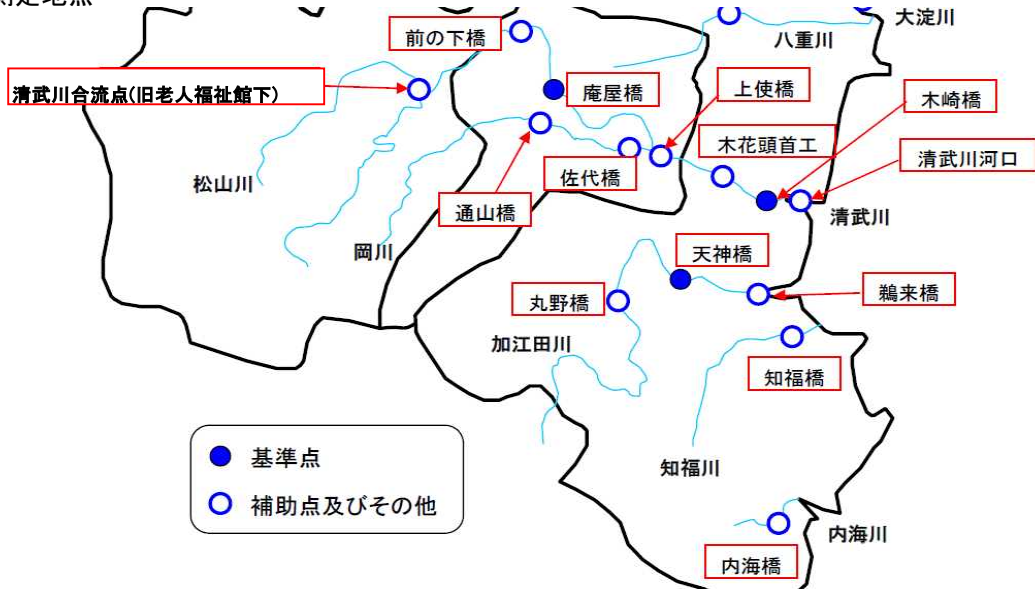 測定地点
大淀川
八重川
前の下橋
清武川合流点(旧老人福祉館下)
庵屋橋
上使橋
木崎橋
木花頭首工
清武川河口
佐代橋
松山川
通山橋
清武川
岡川
天神橋
丸野橋
鵜来橋
加江田川
知福橋
基準点
知福川
補助点及びその他
内海川
内海橋